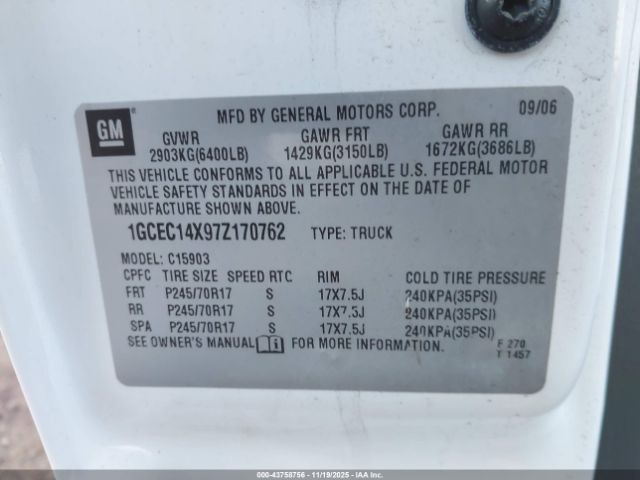 GM
MFD BY GENERAL MOTORS CORP. 09/06
GVWR GAWR FRT GAWR RR
2903KG(6400LB) 1429KG(3150LB) 1672KG(3686LB)
THIS VEHICLE CONFORMS TO ALL APPLICABLE U.S. FEDERAL MOTOR
VEHICLE SAFETY STANDARDS IN EFFECT ON THE DATE OF
MANUFACTURE SHOWN ABOVE.
1GCEC14X97Z170762 TYPE: TRUCK
MODEL: C15903
CPFC TIRE SIZE SPEED RTG RIM COLD TIRE PRESSURE
FRT P245/70R17 S 17X7.5J 240KPA(35PSI)
RR P245/70R17 S 17X7.5J 240KPA(35PSI)
SPA P245/70R17 S 17X7.5J 240KPA(35PSI)
SEE OWNER'S MANUAL FOR MORE INFORMATION.
F 270
T 1457
000-43758756 - 11/19/2025 - IAAI.COM